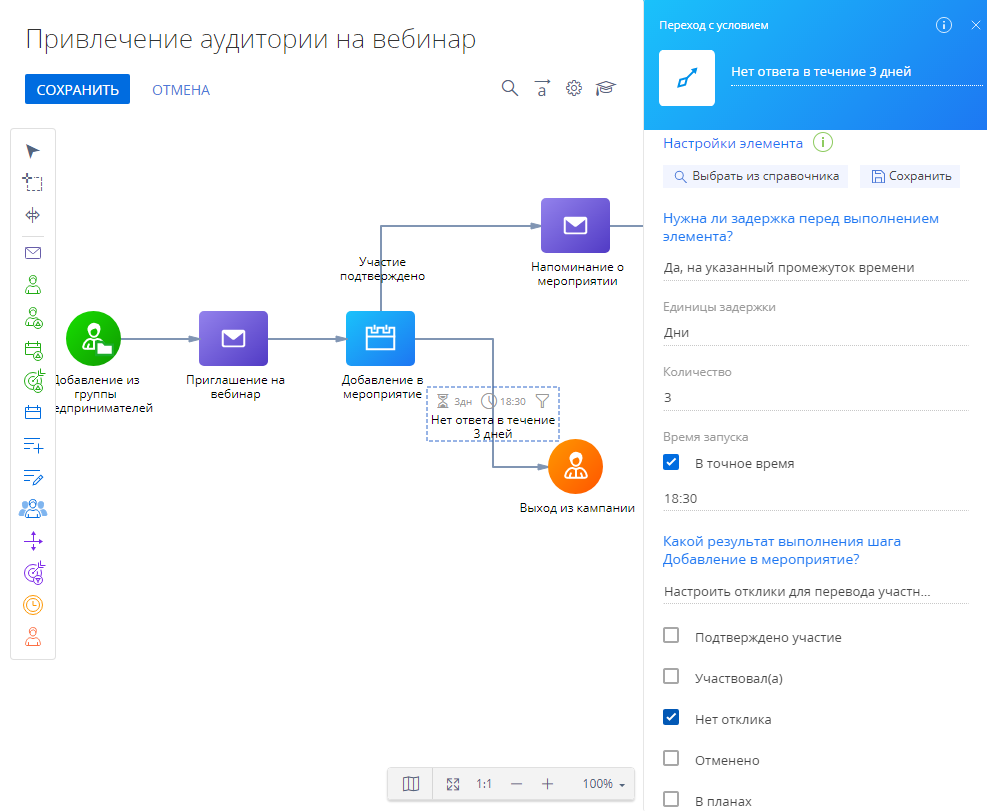 Привлечение аудитории на вебинар
СОХРАНИТЬ
ОТМЕНА
a
Участие
подтверждено
Напоминание о
мероприятии
Добавление из
группы
едпринимателей
Приглашение на
вебинар
Добавление в
мероприятие
3дн
18:30
Нет ответа в течение
3 дней
Выход из кампании
1:1
100%
Переход с условием
Нет ответа в течение 3 дней
Настройки элемента
Выбрать из справочника
Сохранить
Нужна ли задержка перед выполнением
элемента?
Да, на указанный промежуток времени
Единицы задержки
Дни
Количество
3
Время запуска
В точное время
18:30
Какой результат выполнения шага
Добавление в мероприятие?
Настроить отклики для перевода участн...
Подтверждено участие
Участвовал(а)
Нет отклика
Отменено
В планах